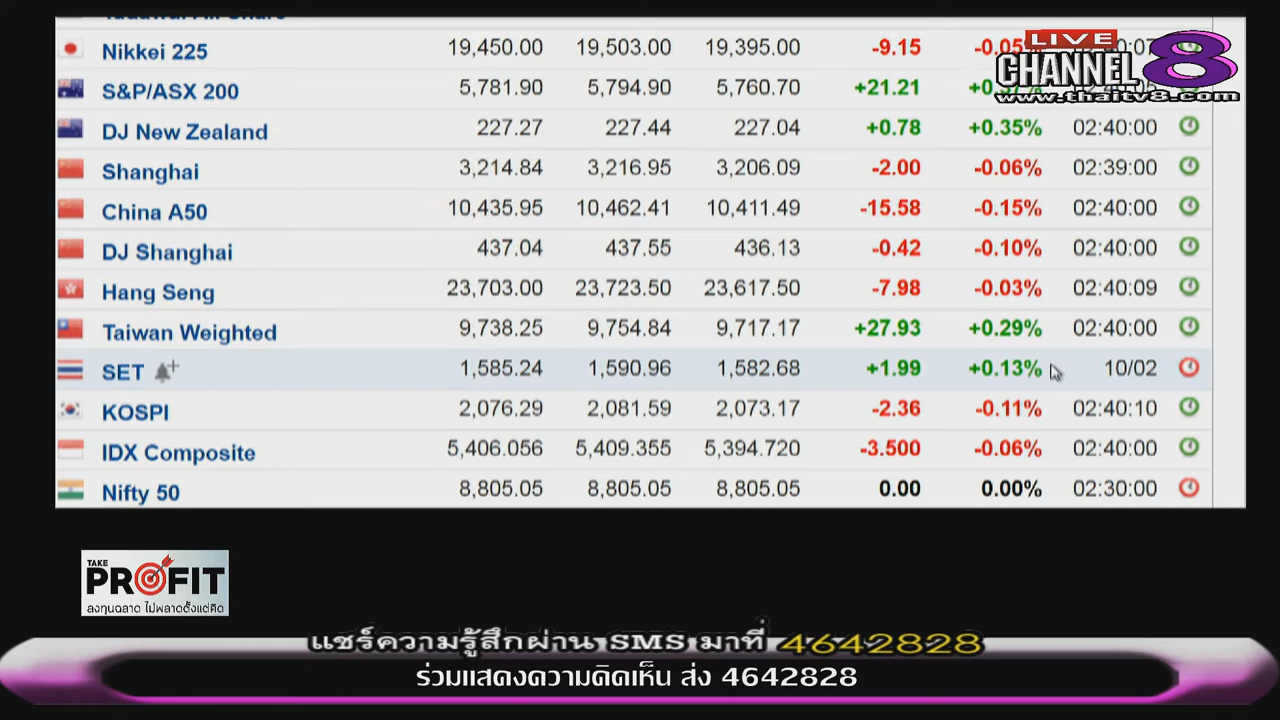 Nikkei 225 19,450.00 19,503.00 19,395.00 -9.15
S&P/ASX 200 5,781.90 5,794.90 5,760.70 +21.21
DJ New Zealand 227.27 227.44 227.04 +0.78 +0.35% 02:40:00
Shanghai 3,214.84 3,216.95 3,206.09 -2.00 -0.06% 02:39:00
China A50 10,435.95 10,462.41 10,411.49 -15.58 -0.15% 02:40:00
DJ Shanghai 437.04 437.55 436.13 -0.42 -0.10% 02:40:00
Hang Seng 23,703.00 23,723.50 23,617.50 -7.98 -0.03% 02:40:09
Taiwan Weighted 9,738.25 9,754.84 9,717.17 +27.93 +0.29% 02:40:00
SET 1,585.24 1,590.96 1,582.68 +1.99 +0.13% 10/02
KOSPI 2,076.29 2,081.59 2,073.17 -2.36 -0.11% 02:40:10
IDX Composite 5,406.056 5,409.355 5,394.720 -3.500 -0.06% 02:40:00
Nifty 50 8,805.05 8,805.05 8,805.05 0.00 0.00% 02:30:00
LIVE
CHANNEL 8
www.thaitv8.com
TAKE
PROFIT
ลงทุนฉลาด ไม่พลาดตั้งแต่คิด
แชร์ความรู้สึกผ่าน SMS มาที่ 4642828
ร่วมแสดงความคิดเห็น ส่ง 4642828